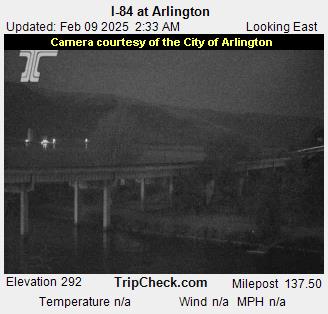 I-84 at Arlington
Updated: Feb 09 2025 2:33 AM Looking East
Camera courtesy of the City of Arlington
Elevation 292 TripCheck.com Milepost 137.50
Temperature n/a Wind n/a MPH n/a